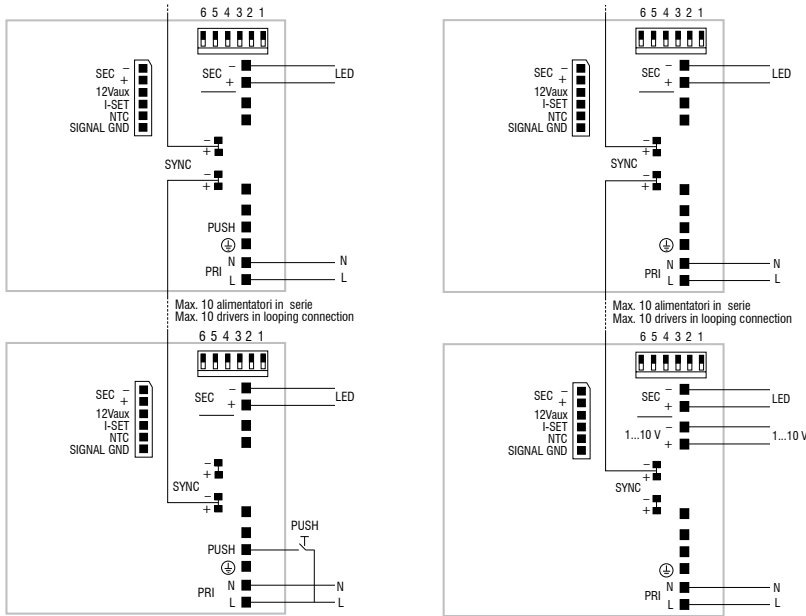 6 5 4 3 2 1
SEC − +
12Vaux
I-SET
NTC
SIGNAL GND
SEC − +
LED
− +
SYNC
− +
PUSH
PRI N L
N
L
Max. 10 alimentatori in serie
Max. 10 drivers in looping connection
6 5 4 3 2 1
SEC − +
12Vaux
I-SET
NTC
SIGNAL GND
SEC − +
LED
− +
SYNC
− +
PUSH
PUSH
PRI N L
N
L
6 5 4 3 2 1
SEC − +
12Vaux
I-SET
NTC
SIGNAL GND
SEC − +
LED
− +
SYNC
− +
PRI N L
N
L
Max. 10 alimentatori in serie
Max. 10 drivers in looping connection
6 5 4 3 2 1
SEC − +
12Vaux
I-SET
NTC
SIGNAL GND
SEC − +
LED
1...10 V − +
1...10 V
− +
SYNC
− +
PRI N L
N
L